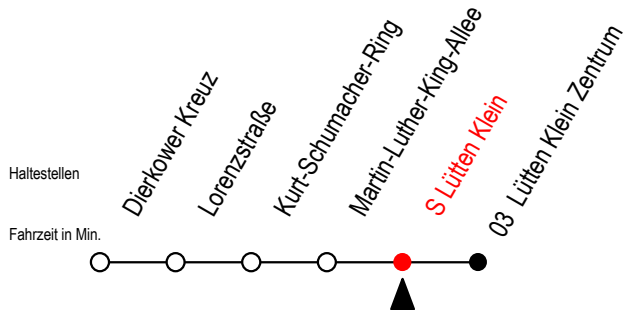 Haltestellen
Fahrzeit in Min.
Dierkower Kreuz
Lorenzstraße
Kurt-Schumacher-Ring
Martin-Luther-King-Allee
S Lütten Klein
03 Lütten Klein Zentrum